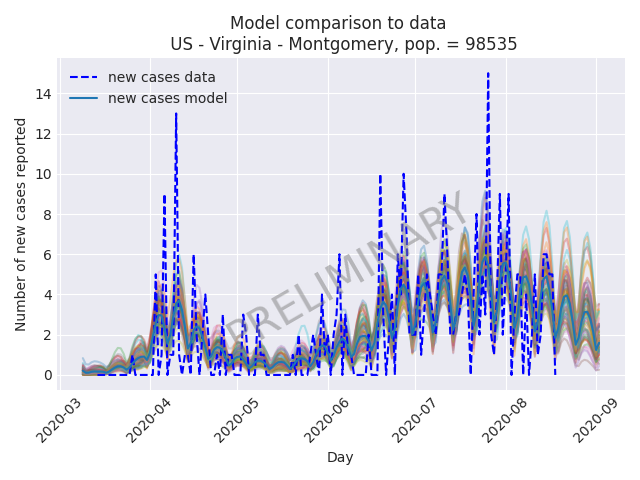 Model comparison to data
US - Virginia - Montgomery, pop. = 98535
new cases data
new cases model
Number of new cases reported
14
12
10
8
6
4
2
0
PRELIMINARY
2020-03
2020-04
2020-05
2020-06
2020-07
2020-08
2020-09
Day